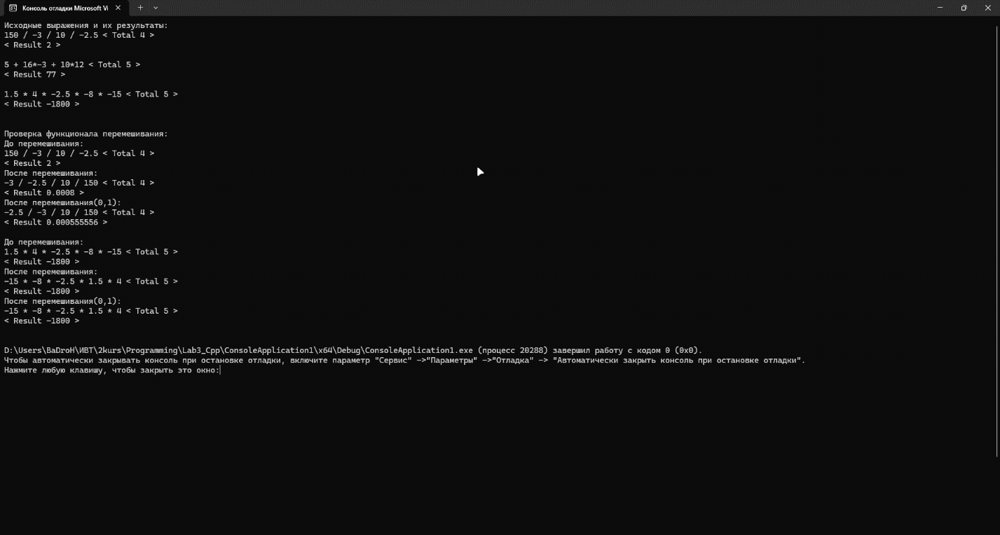 Консоль отладки Microsoft Vi
Исходные выражения и их результаты:
150 / -3 / 10 / -2.5 < Total 4 >
< Result 2 >
5 + 16*-3 + 10*12 < Total 5 >
< Result 77 >
1.5 * 4 * -2.5 * -8 * -15 < Total 5 >
< Result -1800 >
Проверка функционала перемешивания:
До перемешивания:
150 / -3 / 10 / -2.5 < Total 4 >
< Result 2 >
После перемешивания:
-3 / -2.5 / 10 / 150 < Total 4 >
< Result 0.0008 >
После перемешивания(0,1):
-2.5 / -3 / 10 / 150 < Total 4 >
< Result 0.000555556 >
До перемешивания:
1.5 * 4 * -2.5 * -8 * -15 < Total 5 >
< Result -1800 >
После перемешивания:
-15 * -8 * -2.5 * 1.5 * 4 < Total 5 >
< Result -1800 >
После перемешивания(0,1):
-15 * -8 * -2.5 * 1.5 * 4 < Total 5 >
< Result -1800 >
D:\Users\BaDroH\ИВТ\2kurs\Programming\Lab3_Cpp\ConsoleApplication1\x64\Debug\ConsoleApplication1.exe (процесс 20288) завершил работу с кодом 0 (0x0).
Чтобы автоматически закрывать консоль при остановке отладки, включите параметр "Сервис" ->"Параметры" ->"Отладка" -> "Автоматически закрыть консоль при остановке отладки".
Нажмите любую клавишу, чтобы закрыть это окно: